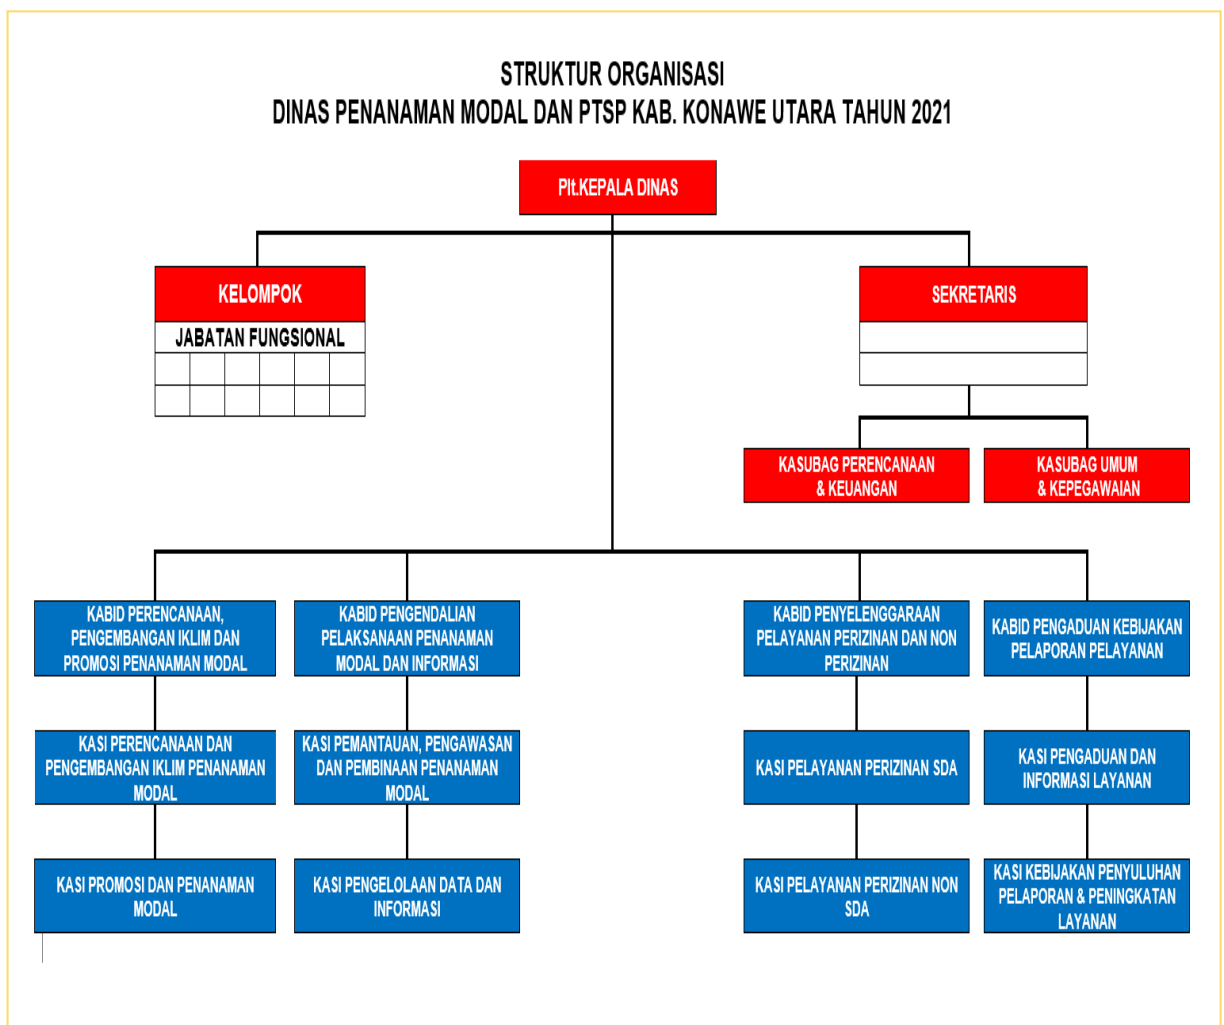 STRUKTUR ORGANISASI
DINAS PENANAMAN MODAL DAN PTSP KAB. KONAWE UTARA TAHUN 2021
Plt.KEPALA DINAS
KELOMPOK
JABATAN FUNGSIONAL
SEKRETARIS
KASUBAG PERENCANAAN
& KEUANGAN
KASUBAG UMUM
& KEPEGAWAIAN
KABID PERENCANAAN,
PENGEMBANGAN IKLIM DAN
PROMOSI PENANAMAN MODAL
KABID PENGENDALIAN
PELAKSANAAN PENANAMAN
MODAL DAN INFORMASI
KABID PENYELENGGARAAN
PELAYANAN PERIZINAN DAN NON
PERIZINAN
KABID PENGADUAN KEBIJAKAN
PELAPORAN PELAYANAN
KASI PERENCANAAN DAN
PENGEMBANGAN IKLIM PENANAMAN
MODAL
KASI PEMANTAUAN, PENGAWASAN
DAN PEMBINAAN PENANAMAN
MODAL
KASI PELAYANAN PERIZINAN SDA
KASI PENGADUAN DAN
INFORMASI LAYANAN
KASI PROMOSI DAN PENANAMAN
MODAL
KASI PENGELOLAAN DATA DAN
INFORMASI
KASI PELAYANAN PERIZINAN NON
SDA
KASI KEBIJAKAN PENYULUHAN
PELAPORAN & PENINGKATAN
LAYANAN